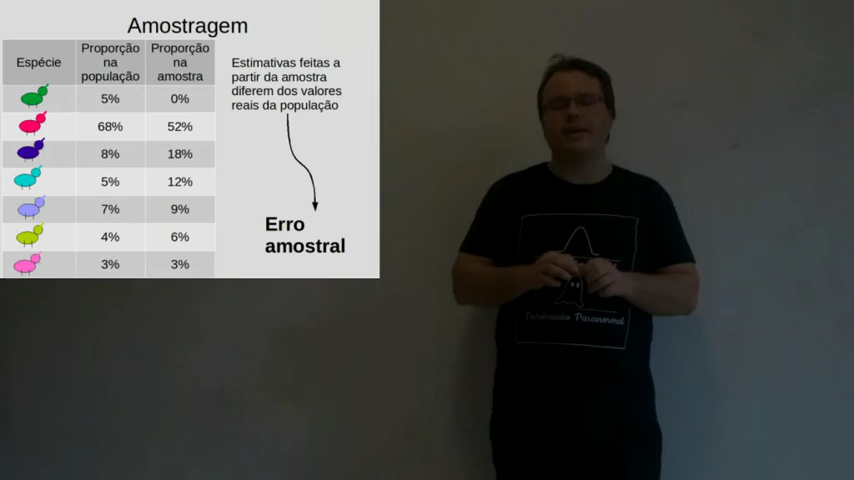 Amostragem
Espécie
Proporção
na
população
Proporção
na
amostra
5% 0%
68% 52%
8% 18%
5% 12%
7% 9%
4% 6%
3% 3%
Estimativas feitas a
partir da amostra
diferem dos valores
reais da população
Erro
amostral
Paranormal